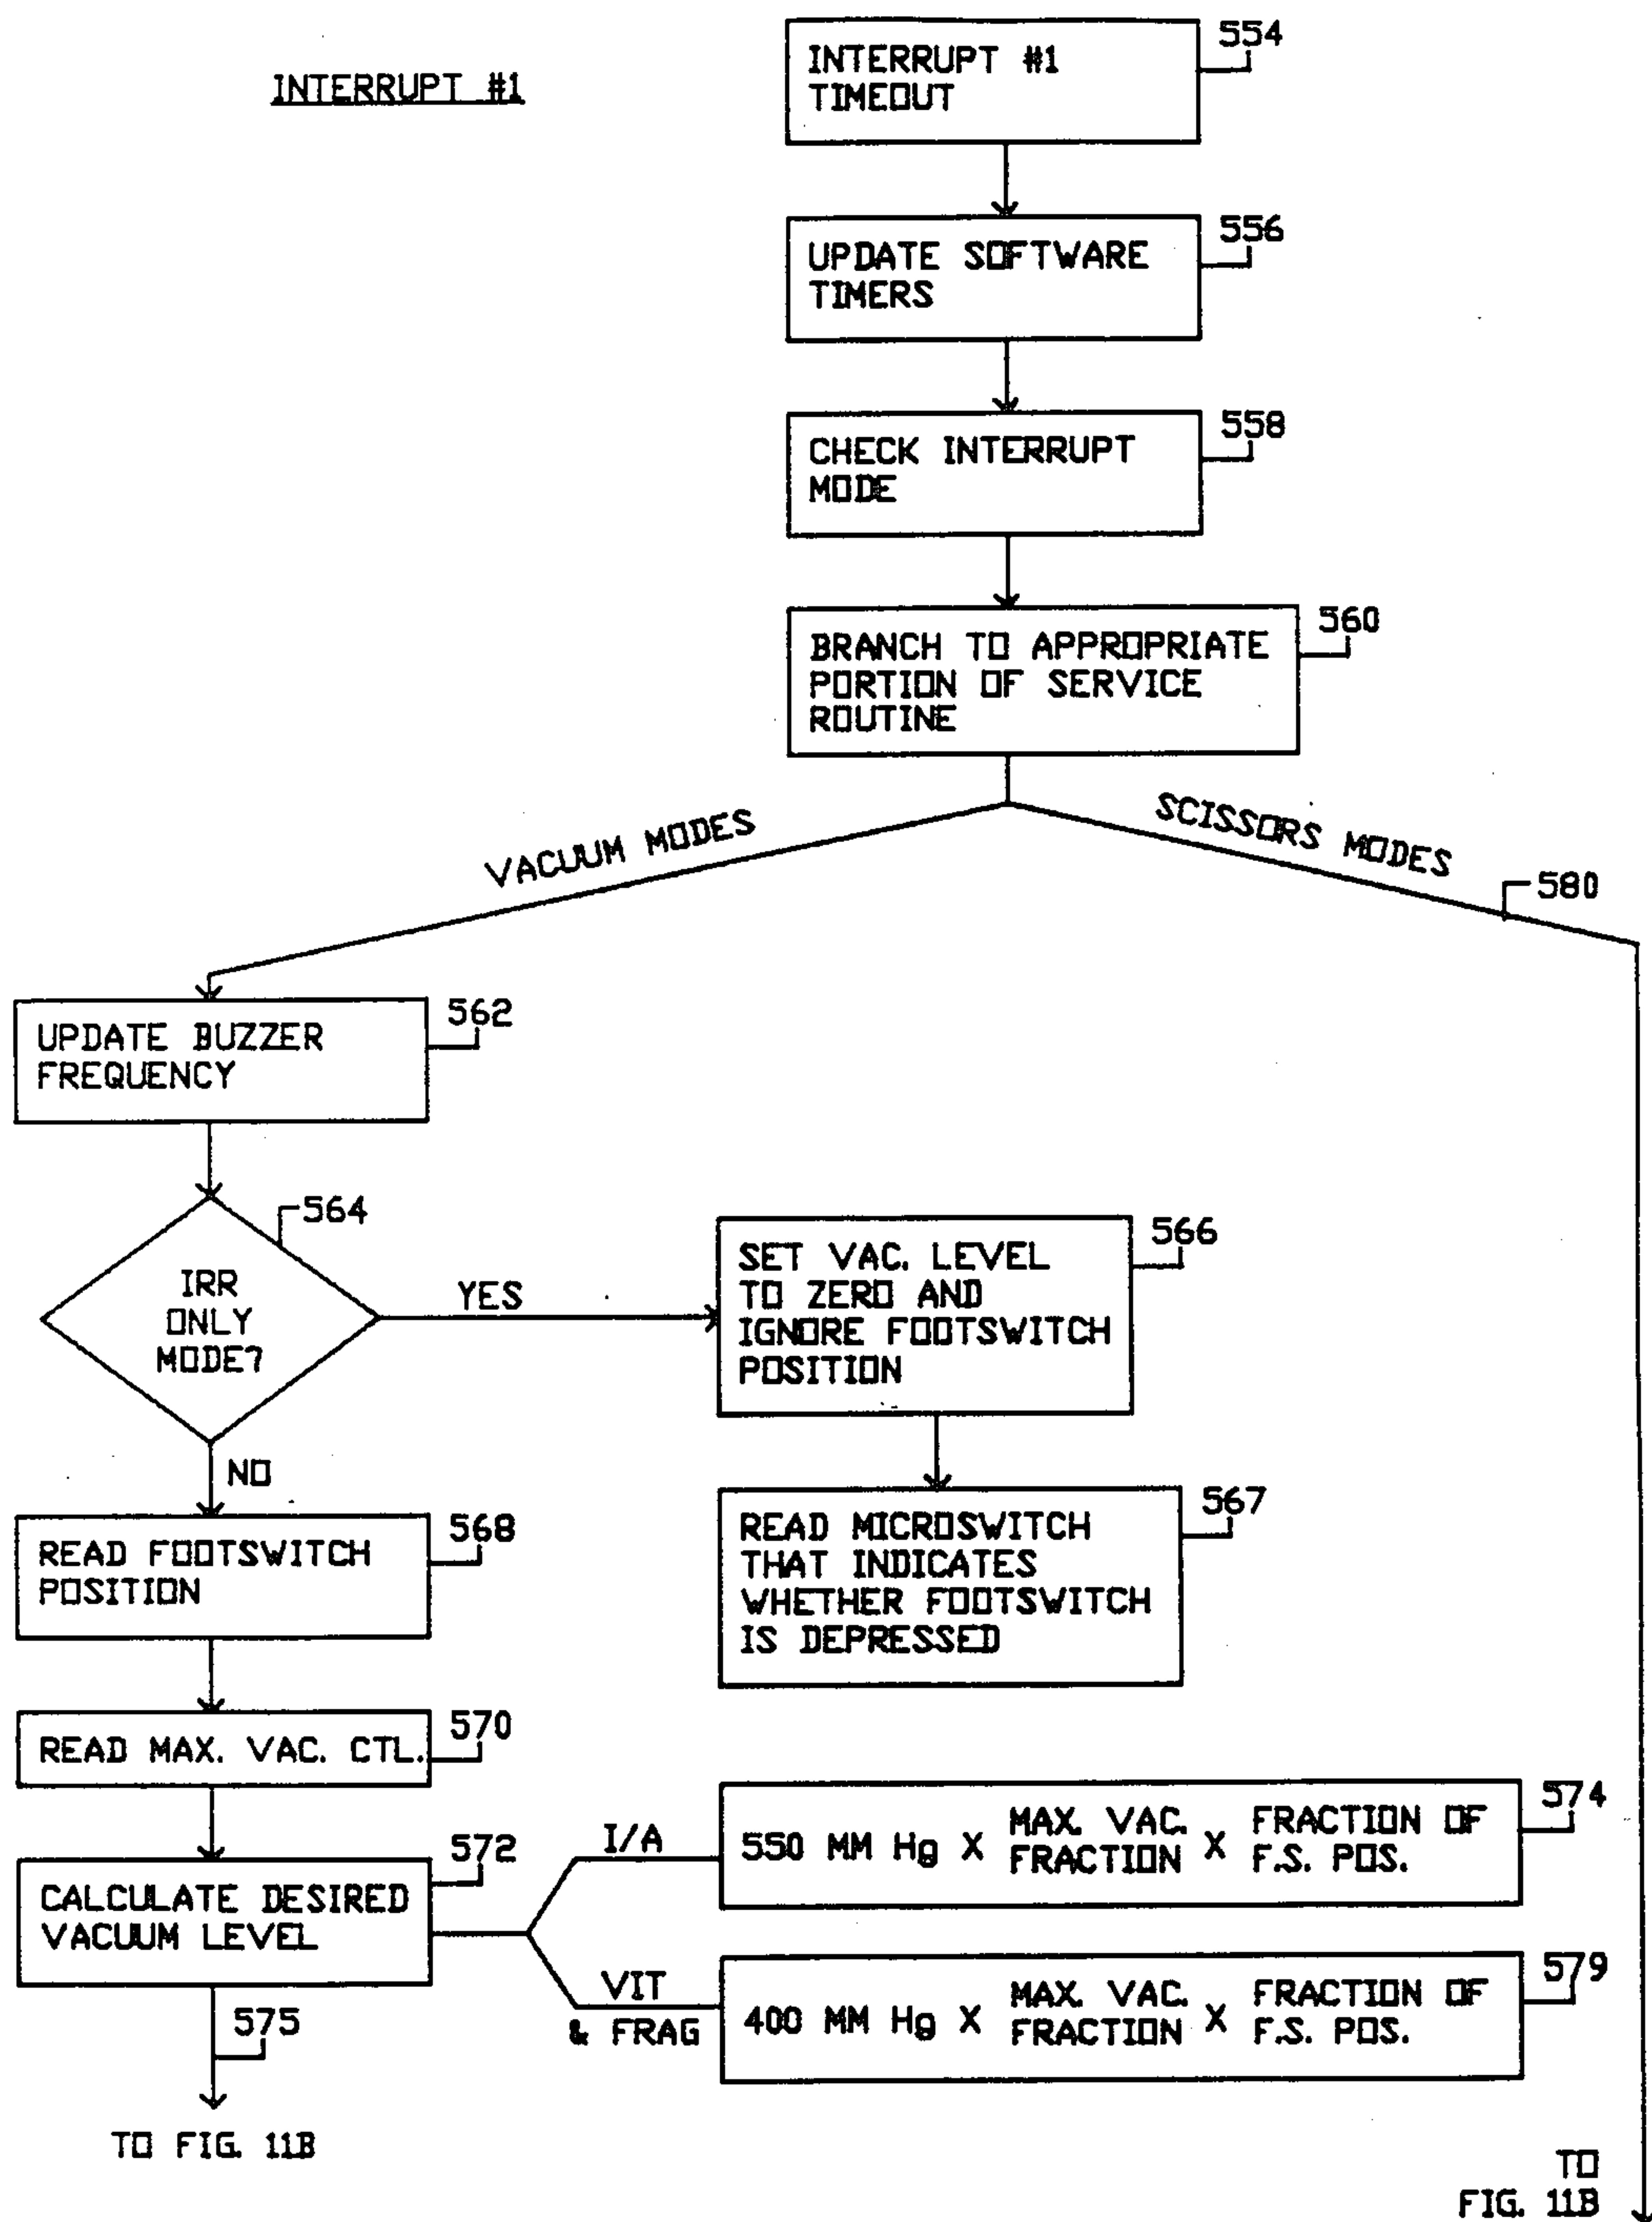 INTERRUPT #1
INTERRUPT #1
TIMEOUT
554
UPDATE SOFTWARE
TIMERS
556
CHECK INTERRUPT
MODE
558
BRANCH TO APPROPRIATE
PORTION OF SERVICE
ROUTINE
560
VACUUM MODES
SCISSORS MODES
580
UPDATE BUZZER
FREQUENCY
562
564
IRR
ONLY
MODE?
YES
SET VAC. LEVEL
TO ZERO AND
IGNORE FOOTSWITCH
POSITION
566
NO
READ MICROSWITCH
THAT INDICATES
WHETHER FOOTSWITCH
IS DEPRESSED
567
READ FOOTSWITCH
POSITION
568
READ MAX. VAC. CTL.
570
CALCULATE DESIRED
VACUUM LEVEL
572
I/A
550 MM Hg X MAX. VAC. FRACTION X FRACTION OF F.S. POS.
574
VIT
& FRAG
400 MM Hg X MAX. VAC. FRACTION X FRACTION OF F.S. POS.
579
575
TO FIG. 11B
TO
FIG. 11B